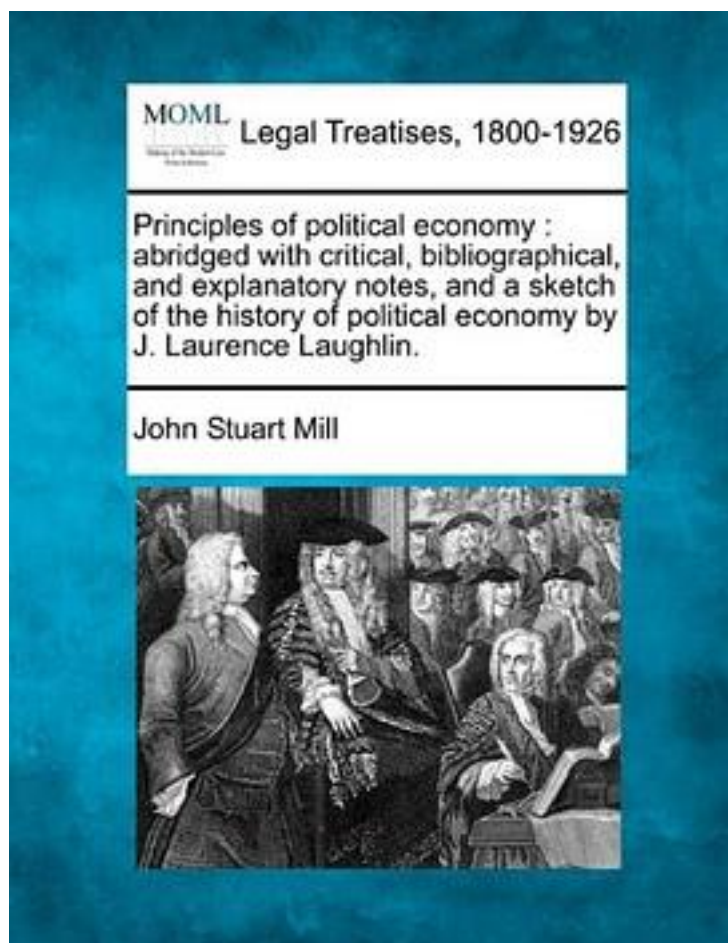 MOML
Legal Treatises, 1800-1926
Principles of political economy :
abridged with critical, bibliographical,
and explanatory notes, and a sketch
of the history of political economy by
J. Laurence Laughlin.
John Stuart Mill